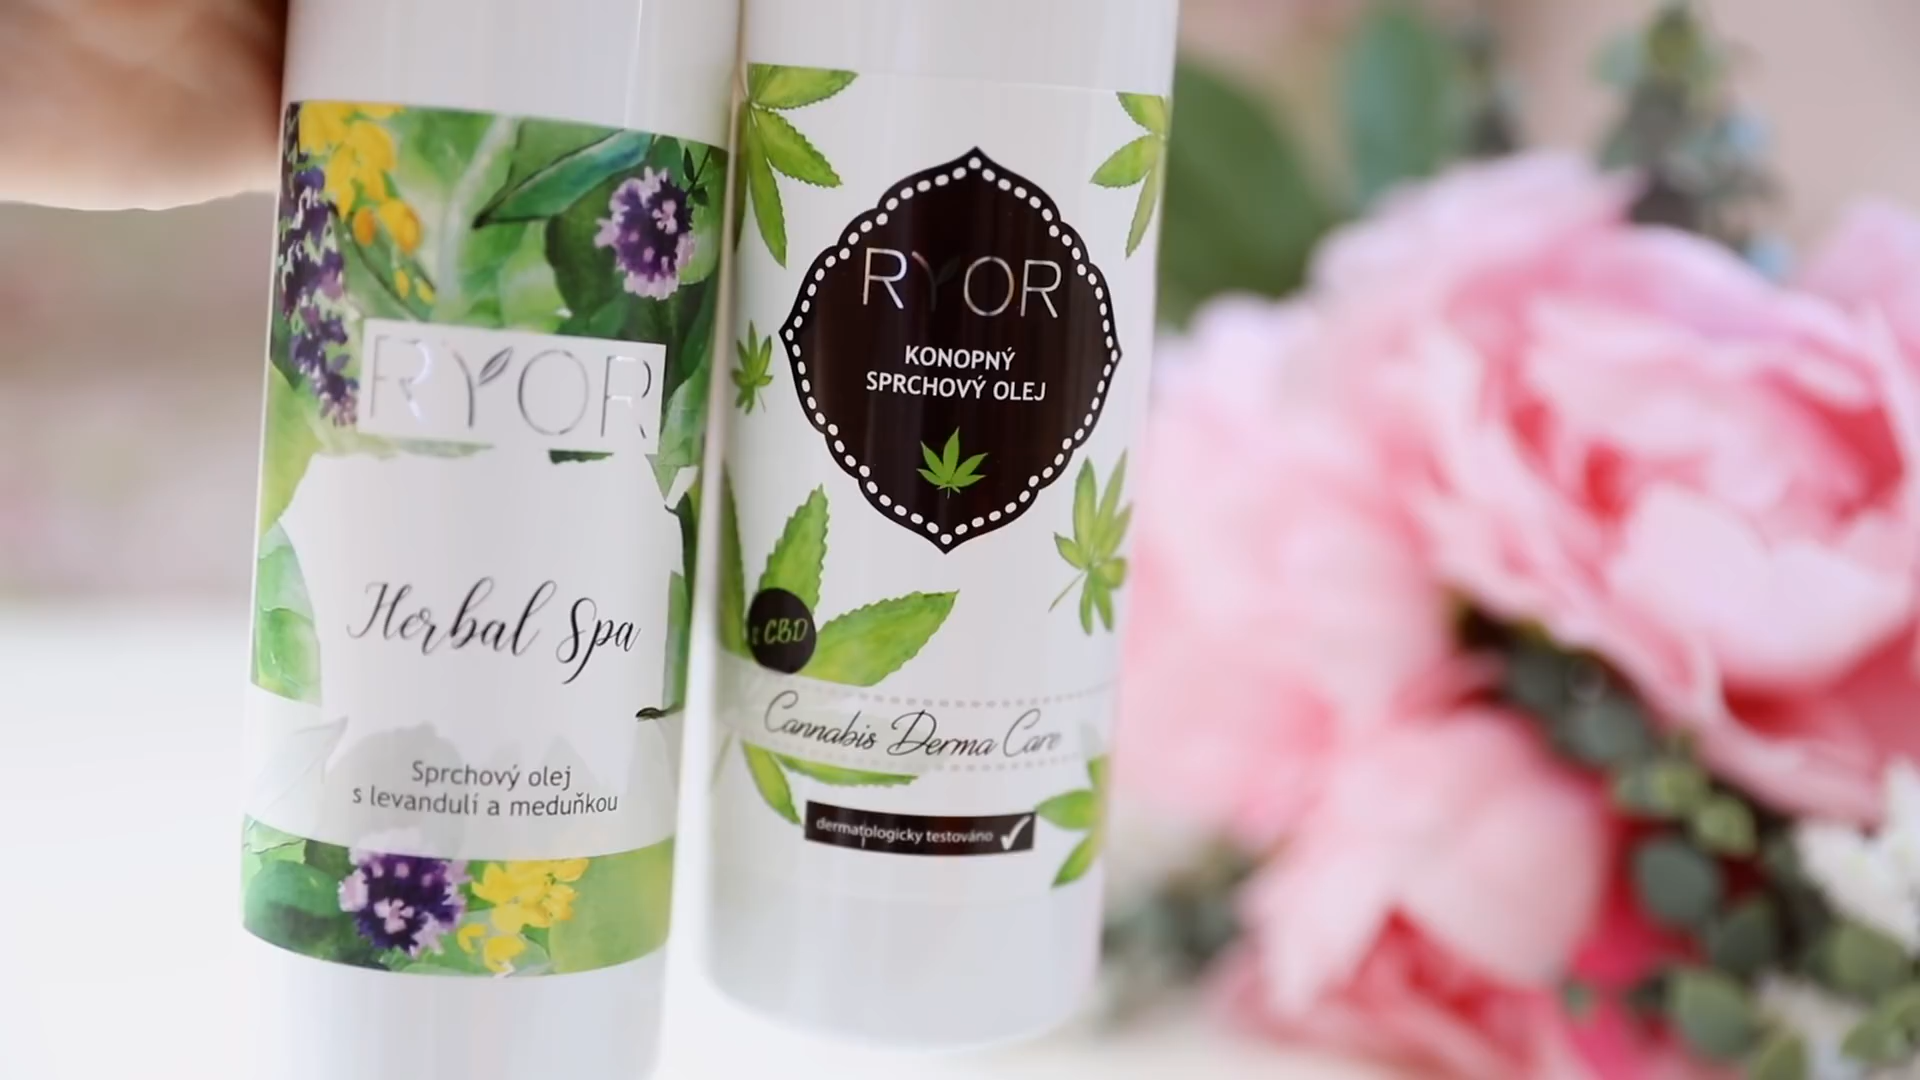 RYOR
Herbal Spa
Sprchový olej
s levandulí a meduňkou
RYOR
KONOPNÝ
SPRCHOVÝ OLEJ
s CBD
Cannabis Derma Care
dermatologicky testováno